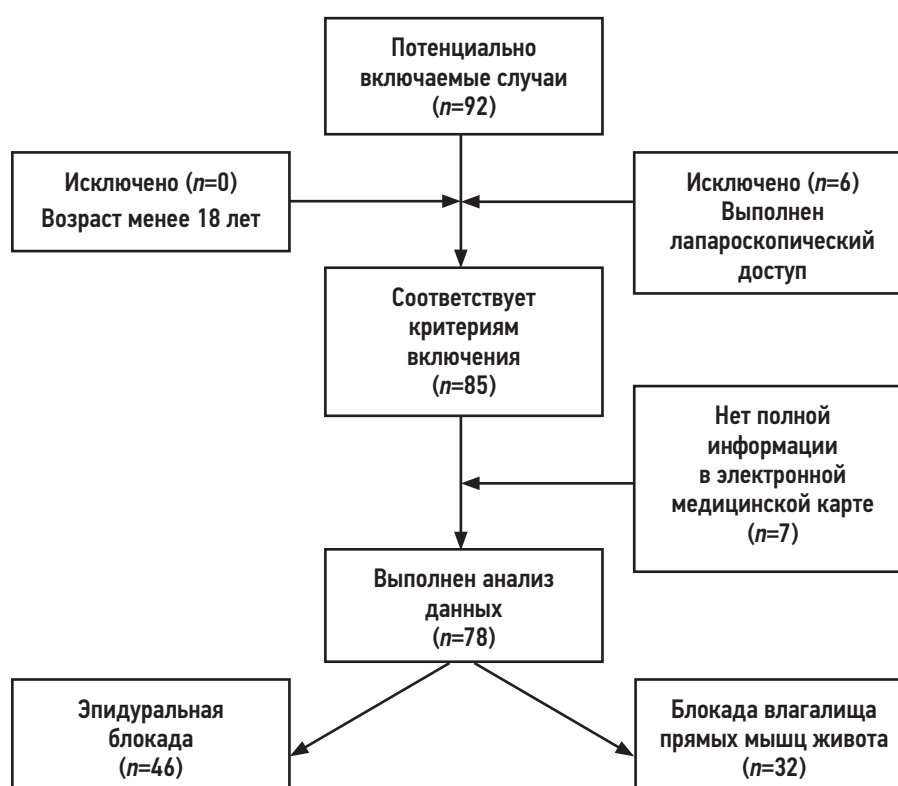 Потенциально
включаемые случаи
(n=92)
Исключено (n=0)
Возраст менее 18 лет
Исключено (n=6)
Выполнен
лапароскопический
доступ
Соответствует
критериям
включения
(n=85)
Нет полной
информации
в электронной
медицинской карте
(n=7)
Выполнен анализ
данных
(n=78)
Эпидуральная
блокада
(n=46)
Блокада влагалища
прямых мышц живота
(n=32)